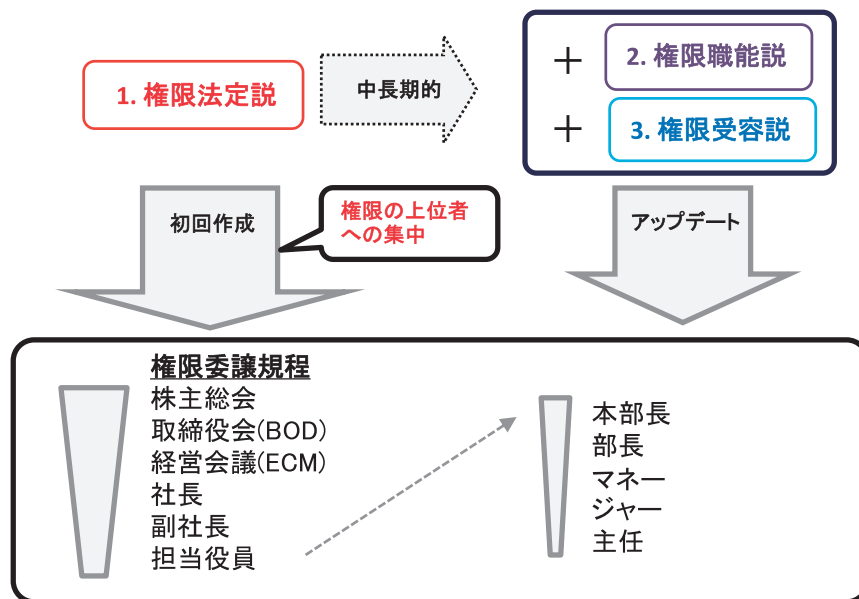 1. 権限法定説
中長期的
＋ 2. 権限職能説
＋ 3. 権限受容説
初回作成
権限の上位者
への集中
アップデート
権限委譲規程
株主総会
取締役会(BOD)
経営会議(ECM)
社長
副社長
担当役員
本部長
部長
マネー
ジャー
主任